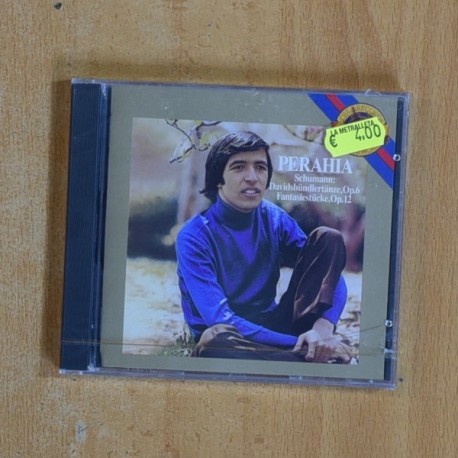 LA METRALLETA
€ 4.00
PERAHIA
Schumann:
Davidsbündlertänze,Op.6
Fantasiestücke,Op.12